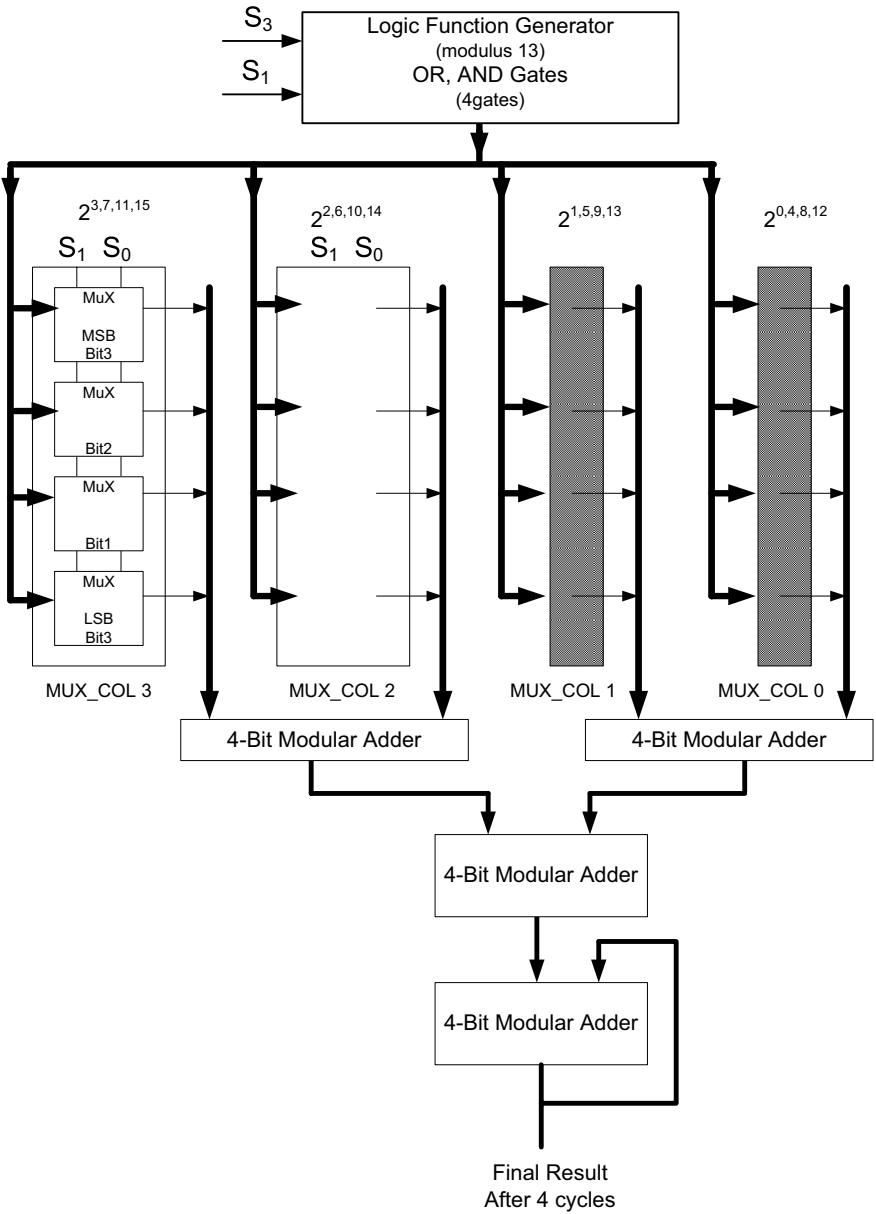 S3
S1
Logic Function Generator
(modulus 13)
OR, AND Gates
(4gates)
2^3,7,11,15
2^2,6,10,14
2^1,5,9,13
2^0,4,8,12
S1 S0
S1 S0
MuX
MSB
Bit3
MuX
Bit2
MuX
Bit1
MuX
LSB
Bit3
MUX_COL 3
MUX_COL 2
MUX_COL 1
MUX_COL 0
4-Bit Modular Adder
4-Bit Modular Adder
4-Bit Modular Adder
4-Bit Modular Adder
Final Result
After 4 cycles